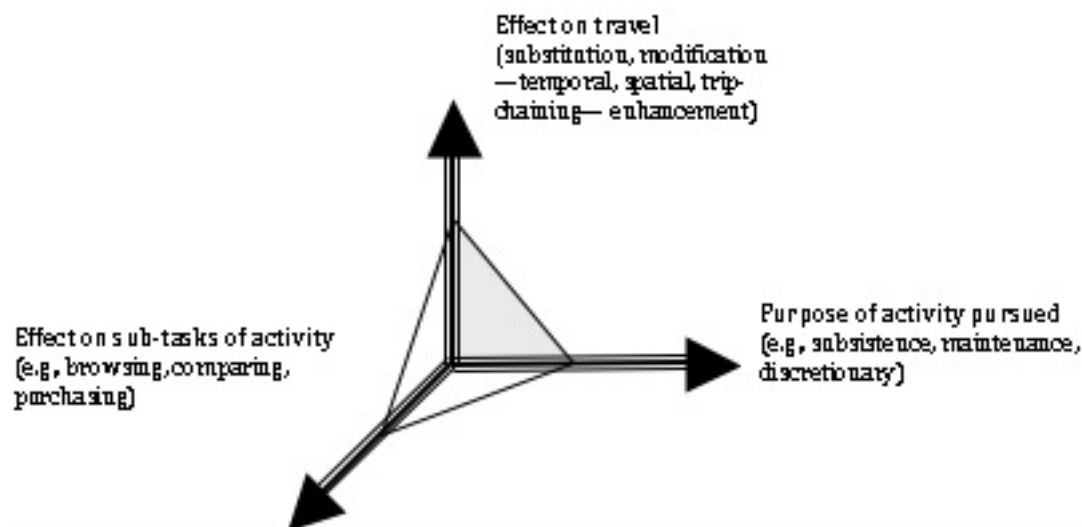 Effect on travel
(substitution, modification
—temporal, spatial, trip-
chaining— enhancement)
Effect on sub-tasks of activity
(e.g., browsing, comparing,
purchasing)
Purpose of activity pursued
(e.g., subsistence, maintenance,
discretionary)